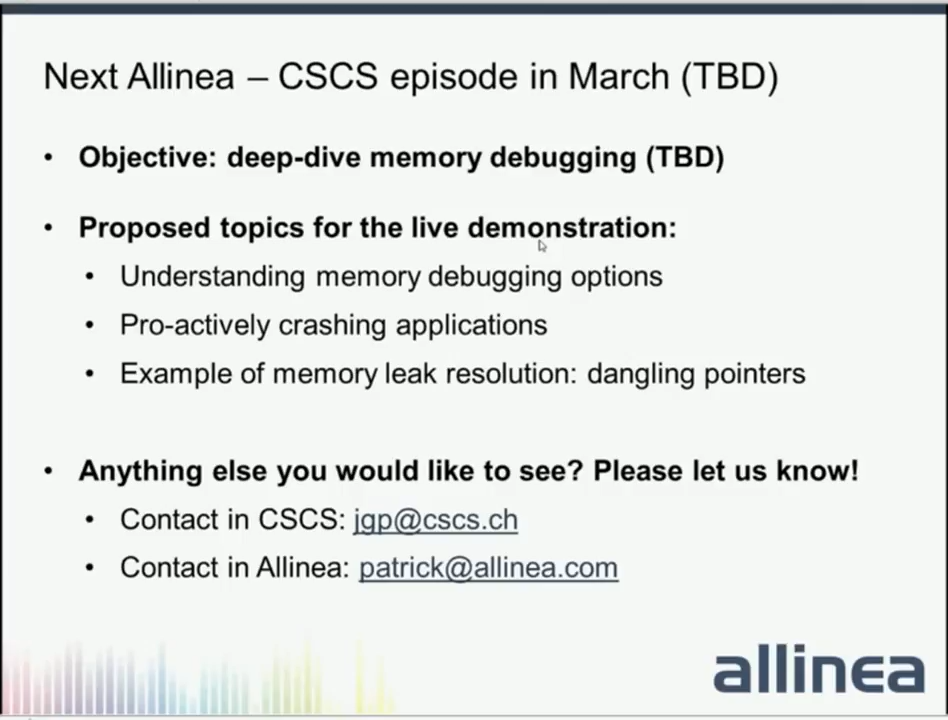 Next Allinea – CSCS episode in March (TBD)
• Objective: deep-dive memory debugging (TBD)
• Proposed topics for the live demonstration:
• Understanding memory debugging options
• Pro-actively crashing applications
• Example of memory leak resolution: dangling pointers
• Anything else you would like to see? Please let us know!
• Contact in CSCS: jgp@cscs.ch
• Contact in Allinea: patrick@allinea.com
allinea